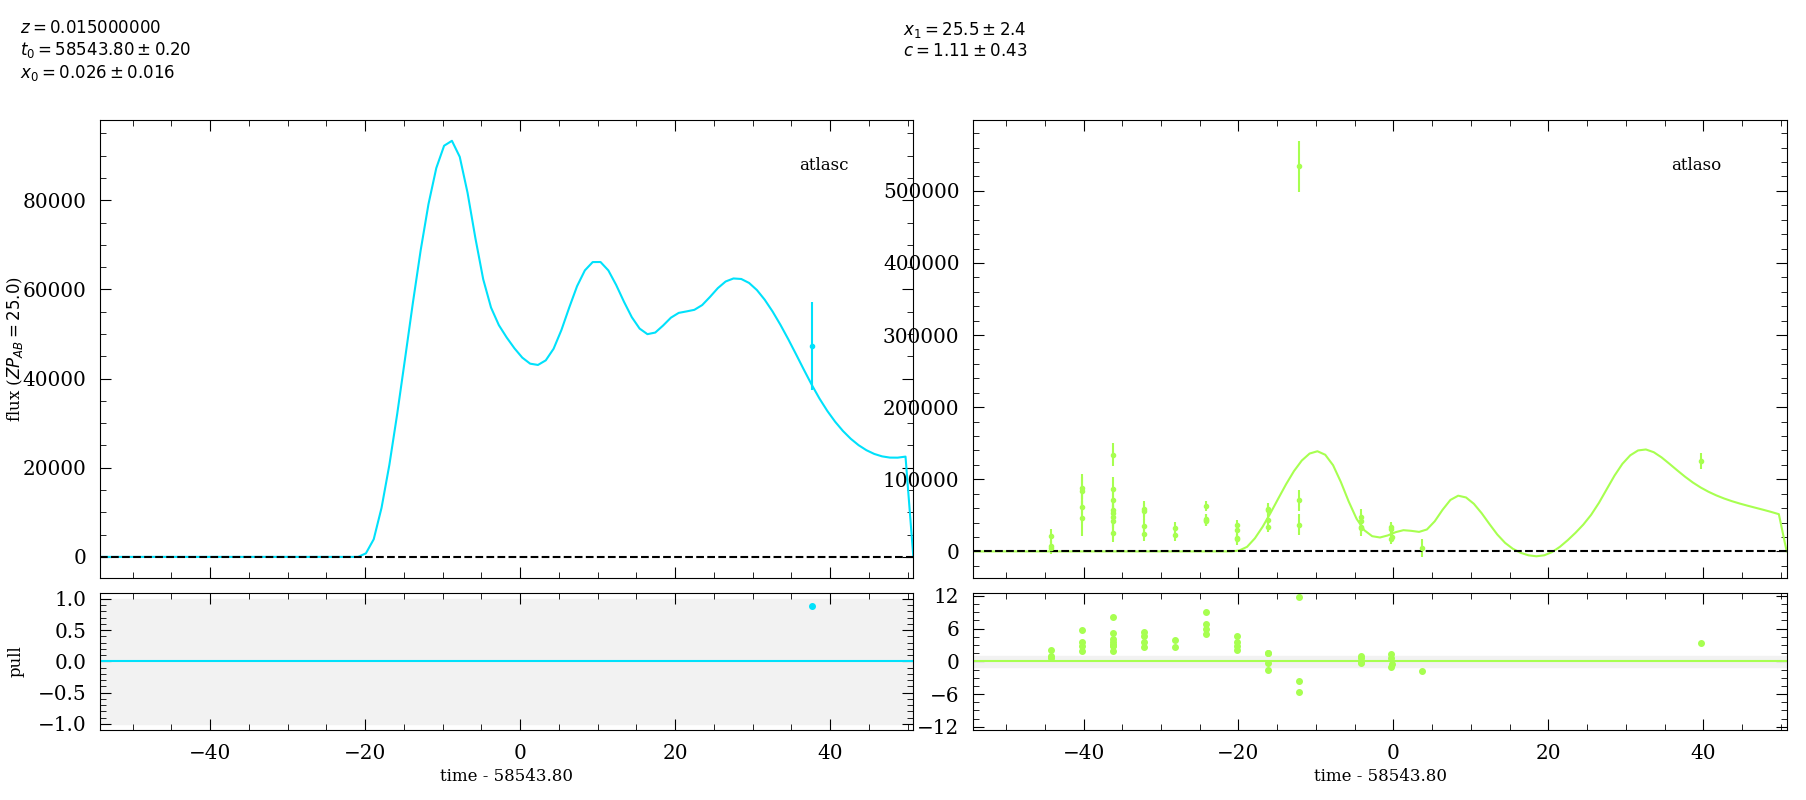 z = 0.015000000
t₀ = 58543.80 ± 0.20
x₀ = 0.026 ± 0.016
x₁ = 25.5 ± 2.4
c = 1.11 ± 0.43
atlasc
80000
60000
40000
20000
0
flux (ZP_AB = 25.0)
1.0
0.5
0.0
−0.5
−1.0
pull
−40
−20
0
20
40
time - 58543.80
atlaso
500000
400000
300000
200000
100000
0
12
6
0
−6
−12
−40
−20
0
20
40
time - 58543.80